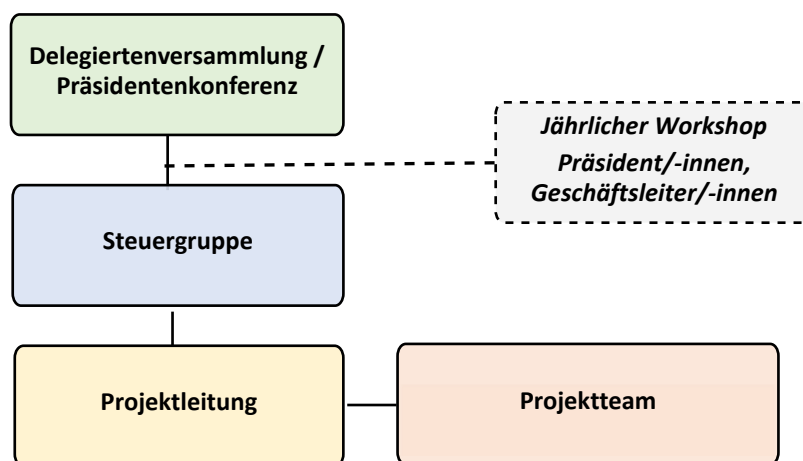 Delegiertenversammlung /
Präsidentenkonferenz
Jährlicher Workshop
Präsident/-innen,
Geschäftsleiter/-innen
Steuergruppe
Projektleitung
Projektteam